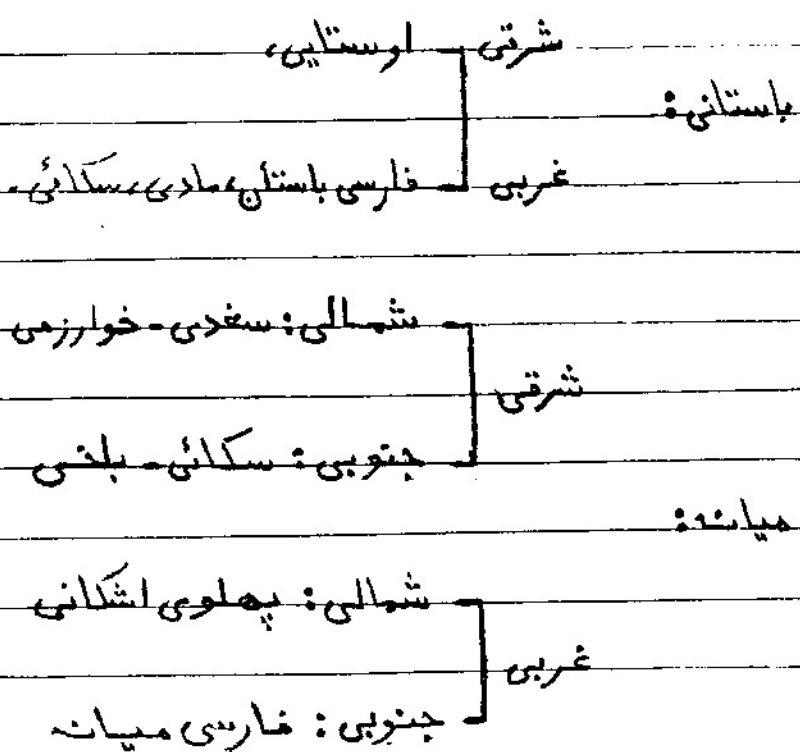 شرقی اوستایی،
باستانی:
غربی فارسی باستان، مادی، سکائی.
شمالی: سغدی - خوارزمی
شرقی
جنوبی: سکائی - بلخی
میانه:
شمالی: پهلوی اشکانی
غربی
جنوبی: فارسی میانه